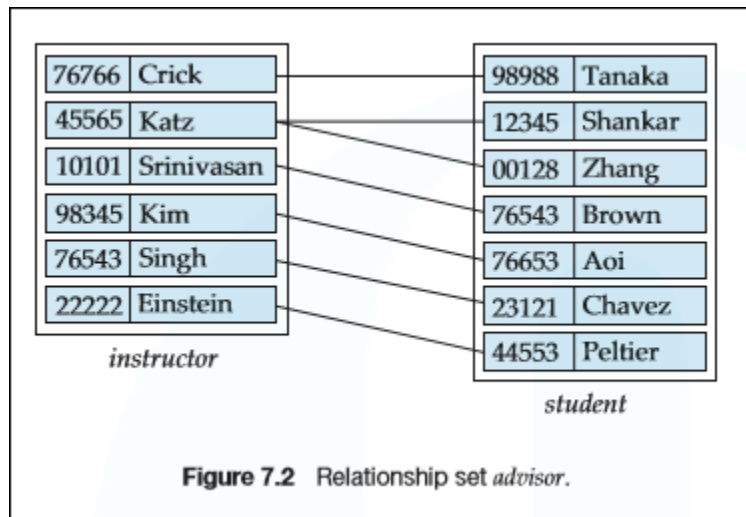 76766 Crick
45565 Katz
10101 Srinivasan
98345 Kim
76543 Singh
22222 Einstein
instructor
98988 Tanaka
12345 Shankar
00128 Zhang
76543 Brown
76653 Aoi
23121 Chavez
44553 Peltier
student
Figure 7.2 Relationship set advisor.